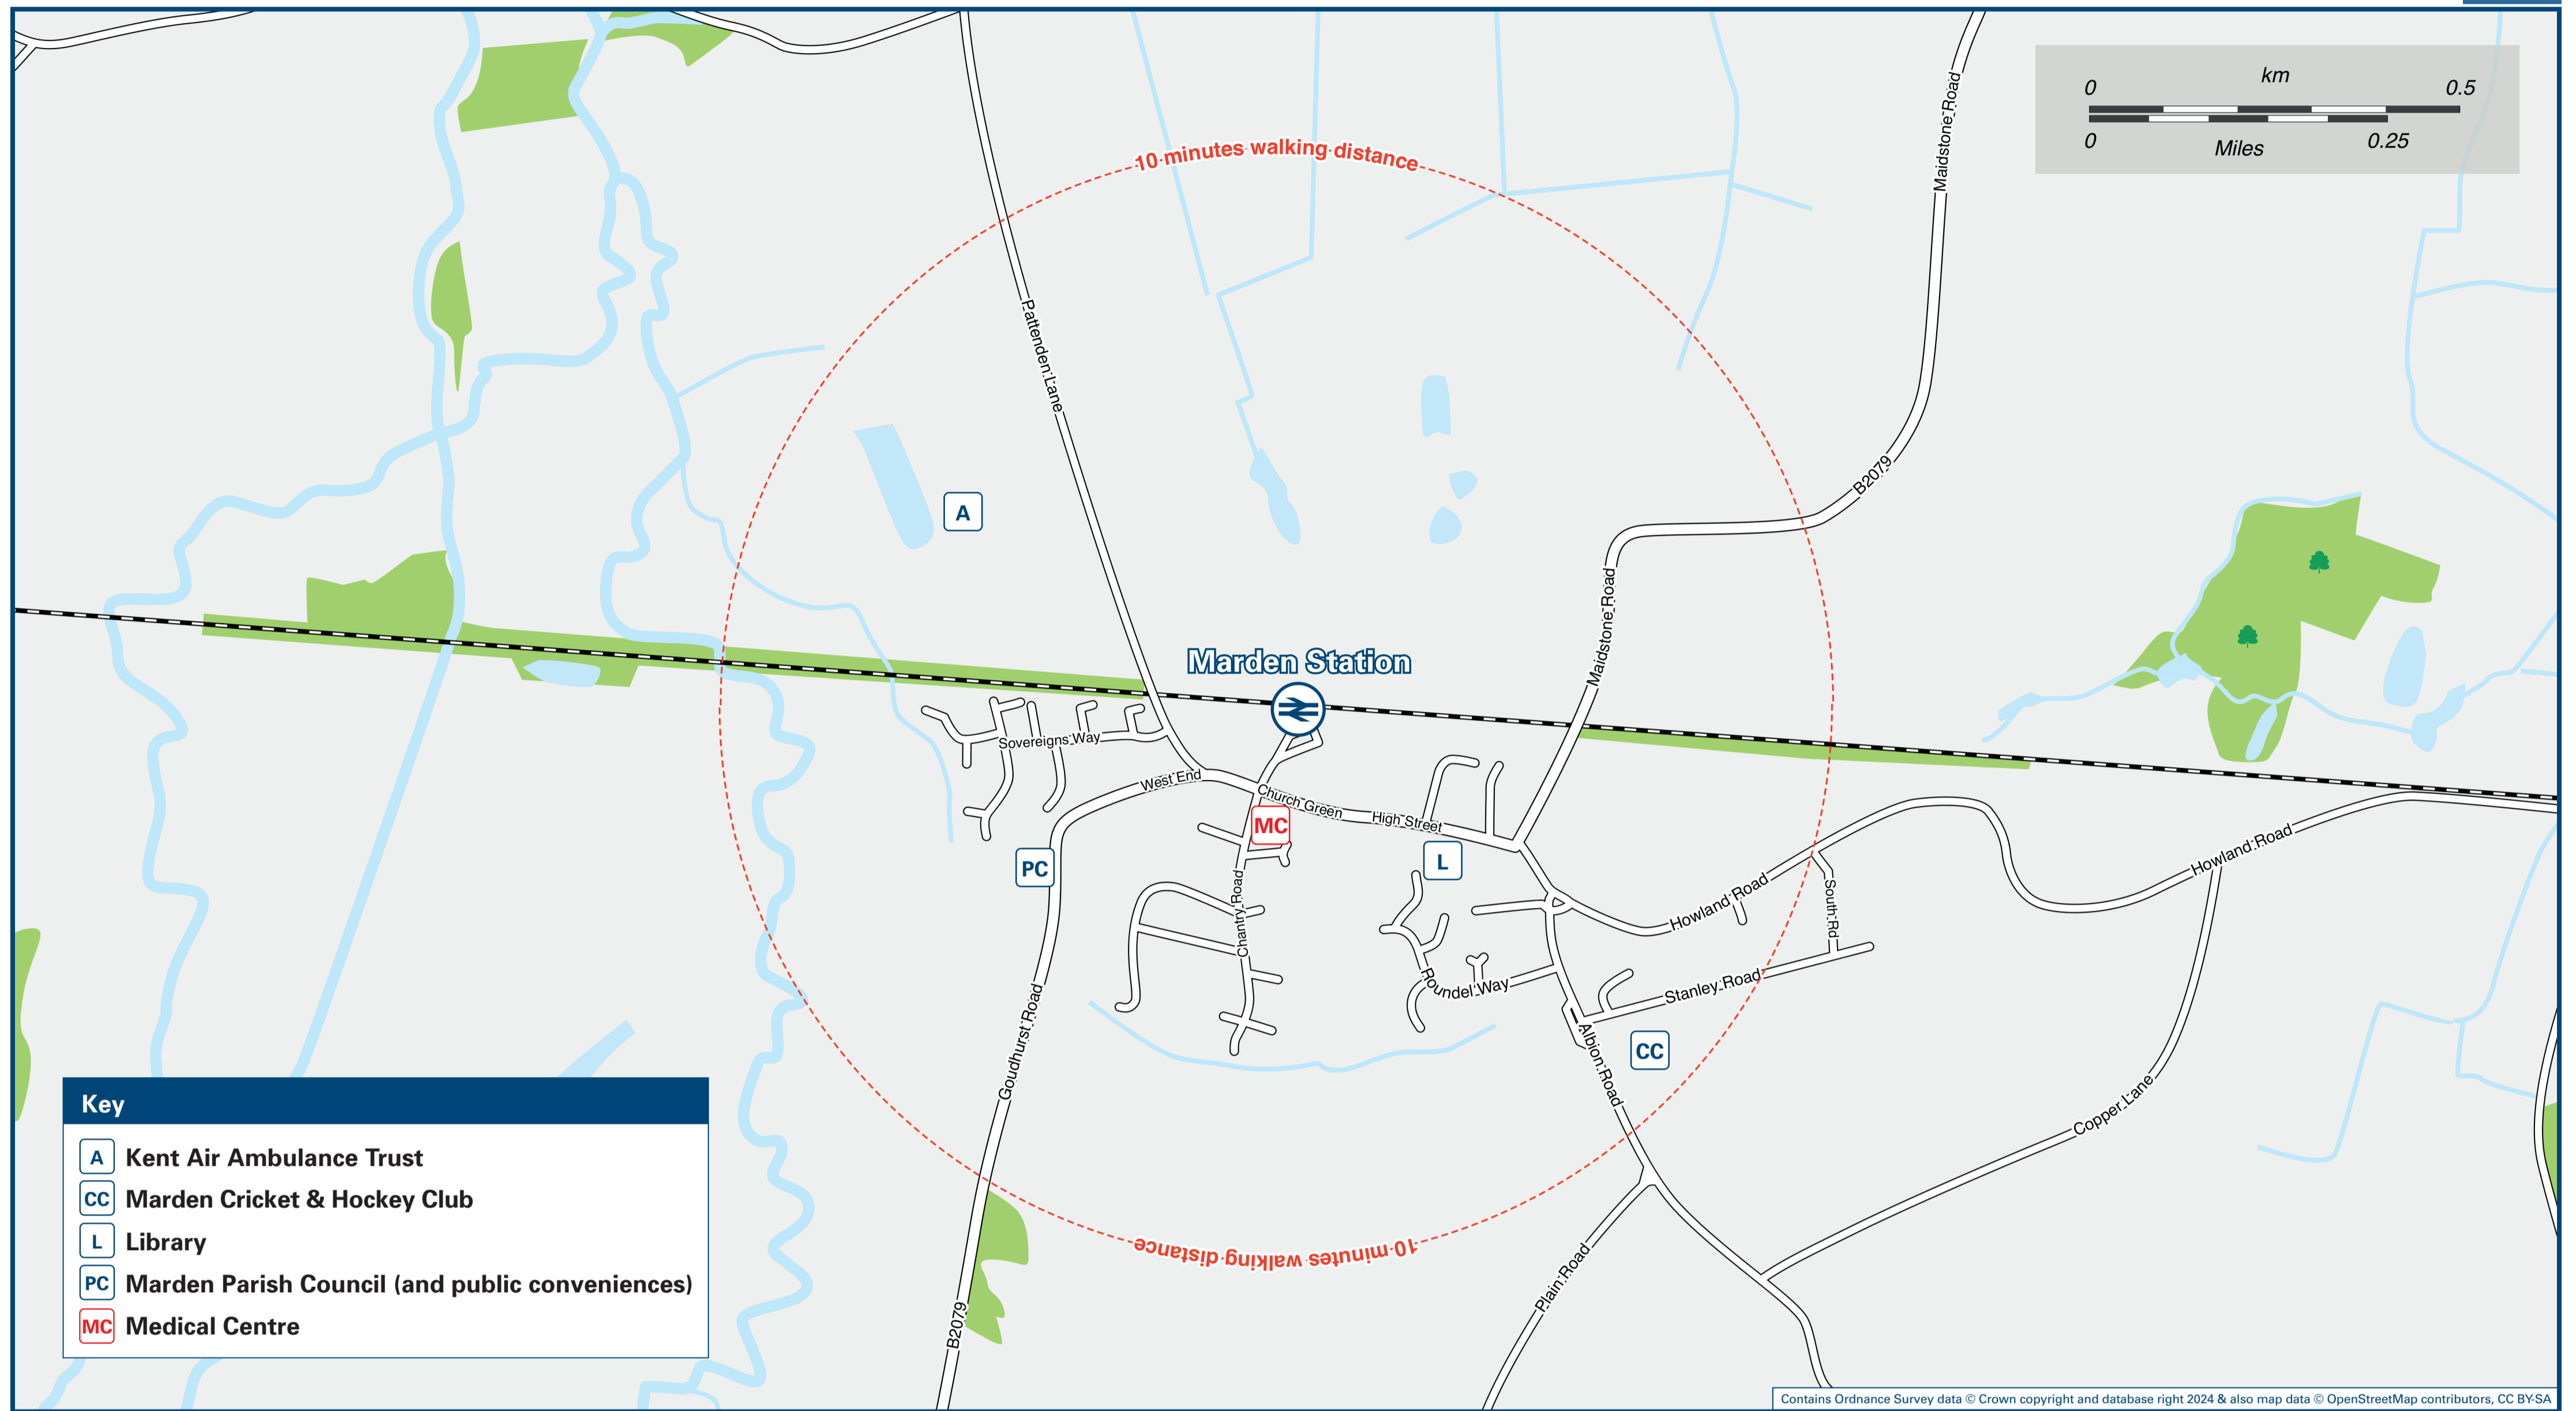 10 minutes walking distance
km
0 0.5
0 0.25
Miles
Maidstone Road
B2079
Pattenden Lane
A
Maidstone Road
Marden Station
Sovereigns Way
West End
Church Green
High Street
MC
L
PC
Howland Road
Howland Road
South Rd
Chantry Road
Stanley Road
Roundel Way
Goudhurst Road
Albion Road
CC
Copper Lane
10 minutes walking distance
Plain Road
B2079
Key
A Kent Air Ambulance Trust
CC Marden Cricket & Hockey Club
L Library
PC Marden Parish Council (and public conveniences)
MC Medical Centre
Contains Ordnance Survey data © Crown copyright and database right 2024 & also map data © OpenStreetMap contributors, CC BY-SA